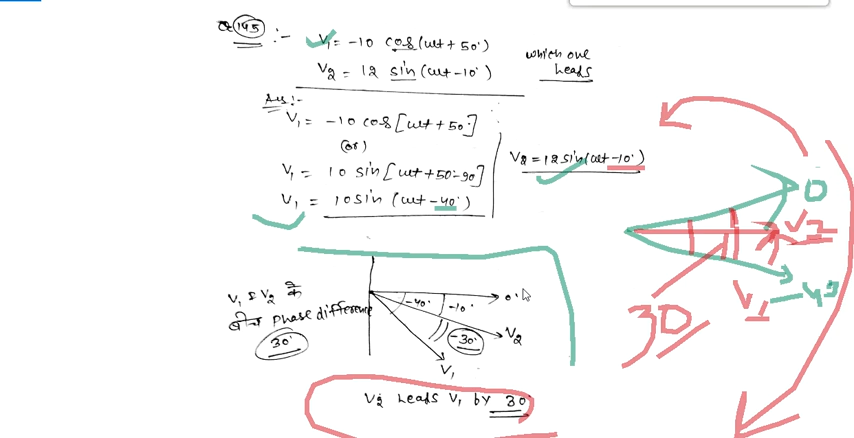 Q 145 :-
V₁ = -10 cos(ωt + 50°)
V₂ = 12 sin(ωt -10°)
which one leads
Ans :-
V₁ = -10 cos[ωt + 50°]
(or)
V₁ = 10 sin[ωt +50-90]
V₁ = 10 sin (ωt -40°)
V₂ = 12 sin(ωt -10°)
0
V2
V1
30
V₁ & V₂ के
बीच phase difference
30°
0°
-40°
-10°
-30°
V₂
V₁
V₂ Leads V₁ by 30°